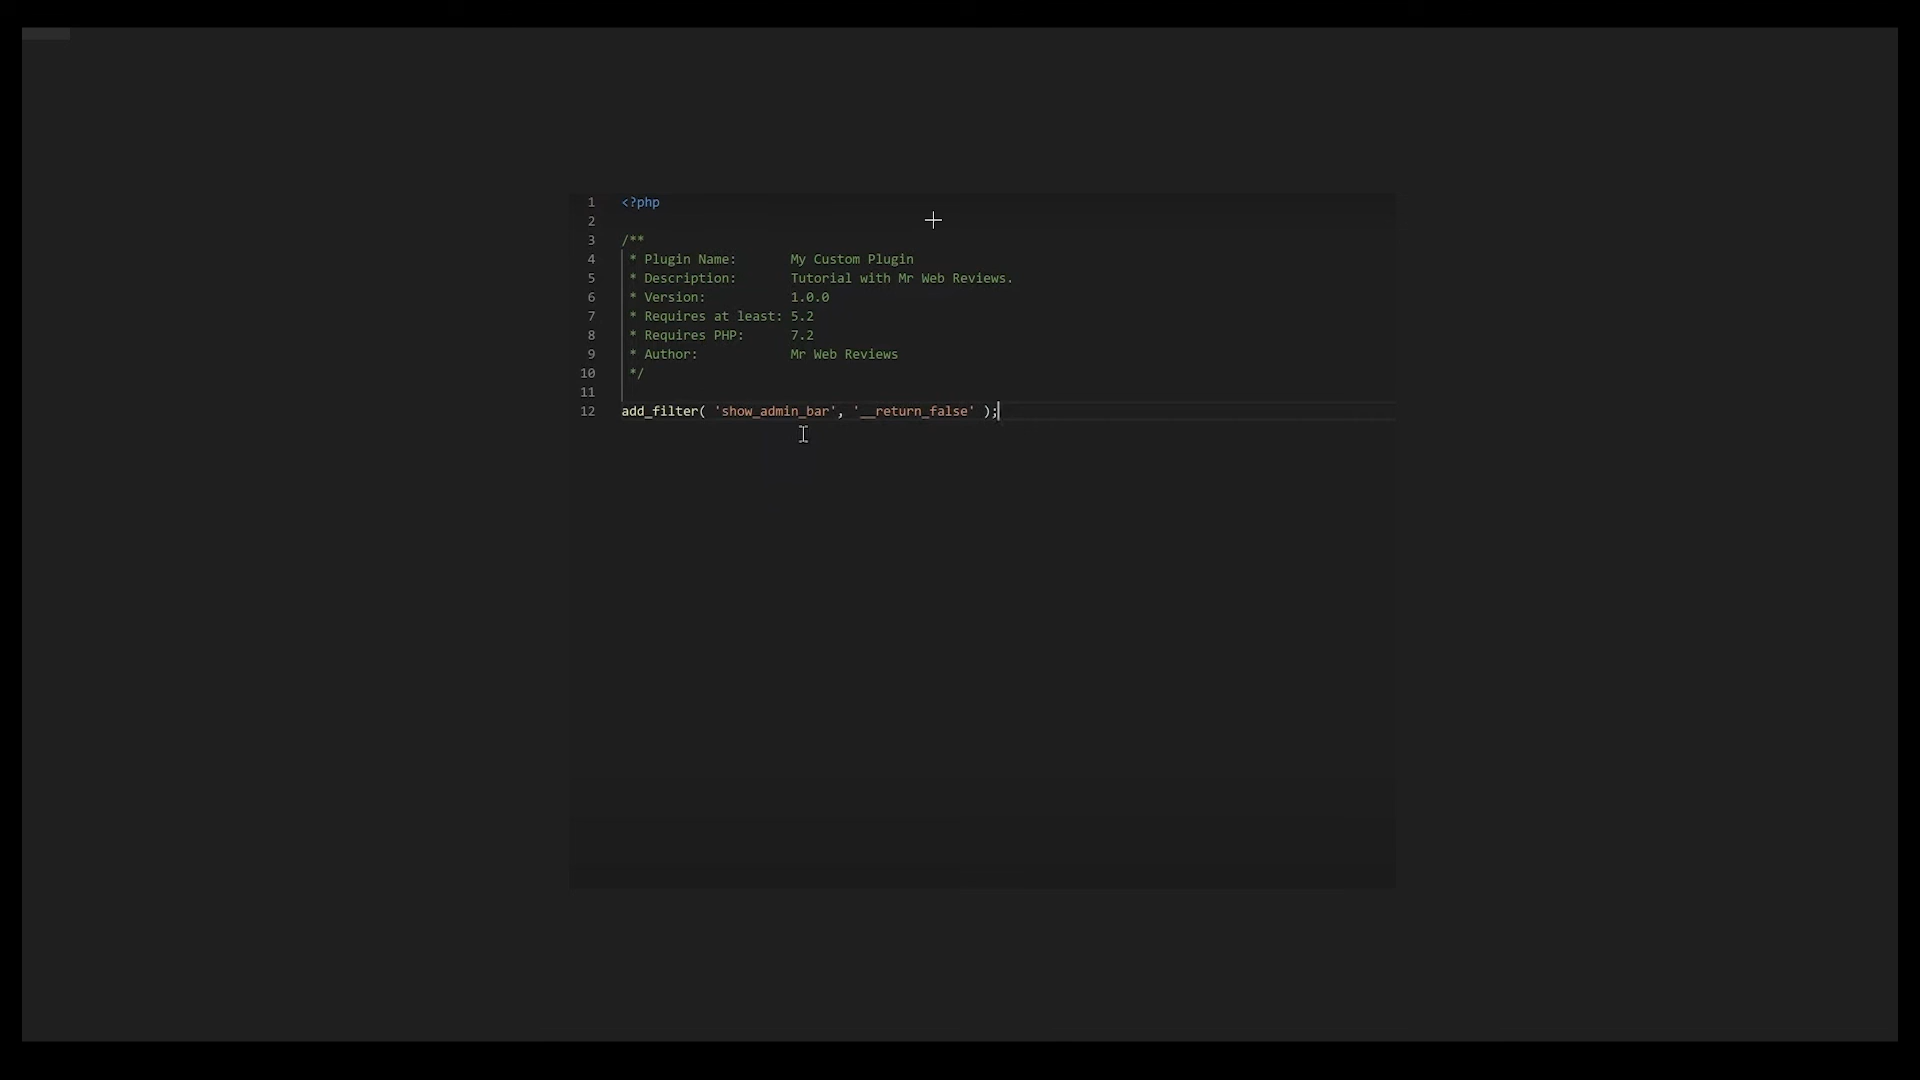 1 <?php
2
3 /**
4 * Plugin Name:       My Custom Plugin
5 * Description:       Tutorial with Mr Web Reviews.
6 * Version:           1.0.0
7 * Requires at least: 5.2
8 * Requires PHP:      7.2
9 * Author:            Mr Web Reviews
10 */
11
12 add_filter( 'show_admin_bar', '__return_false' );